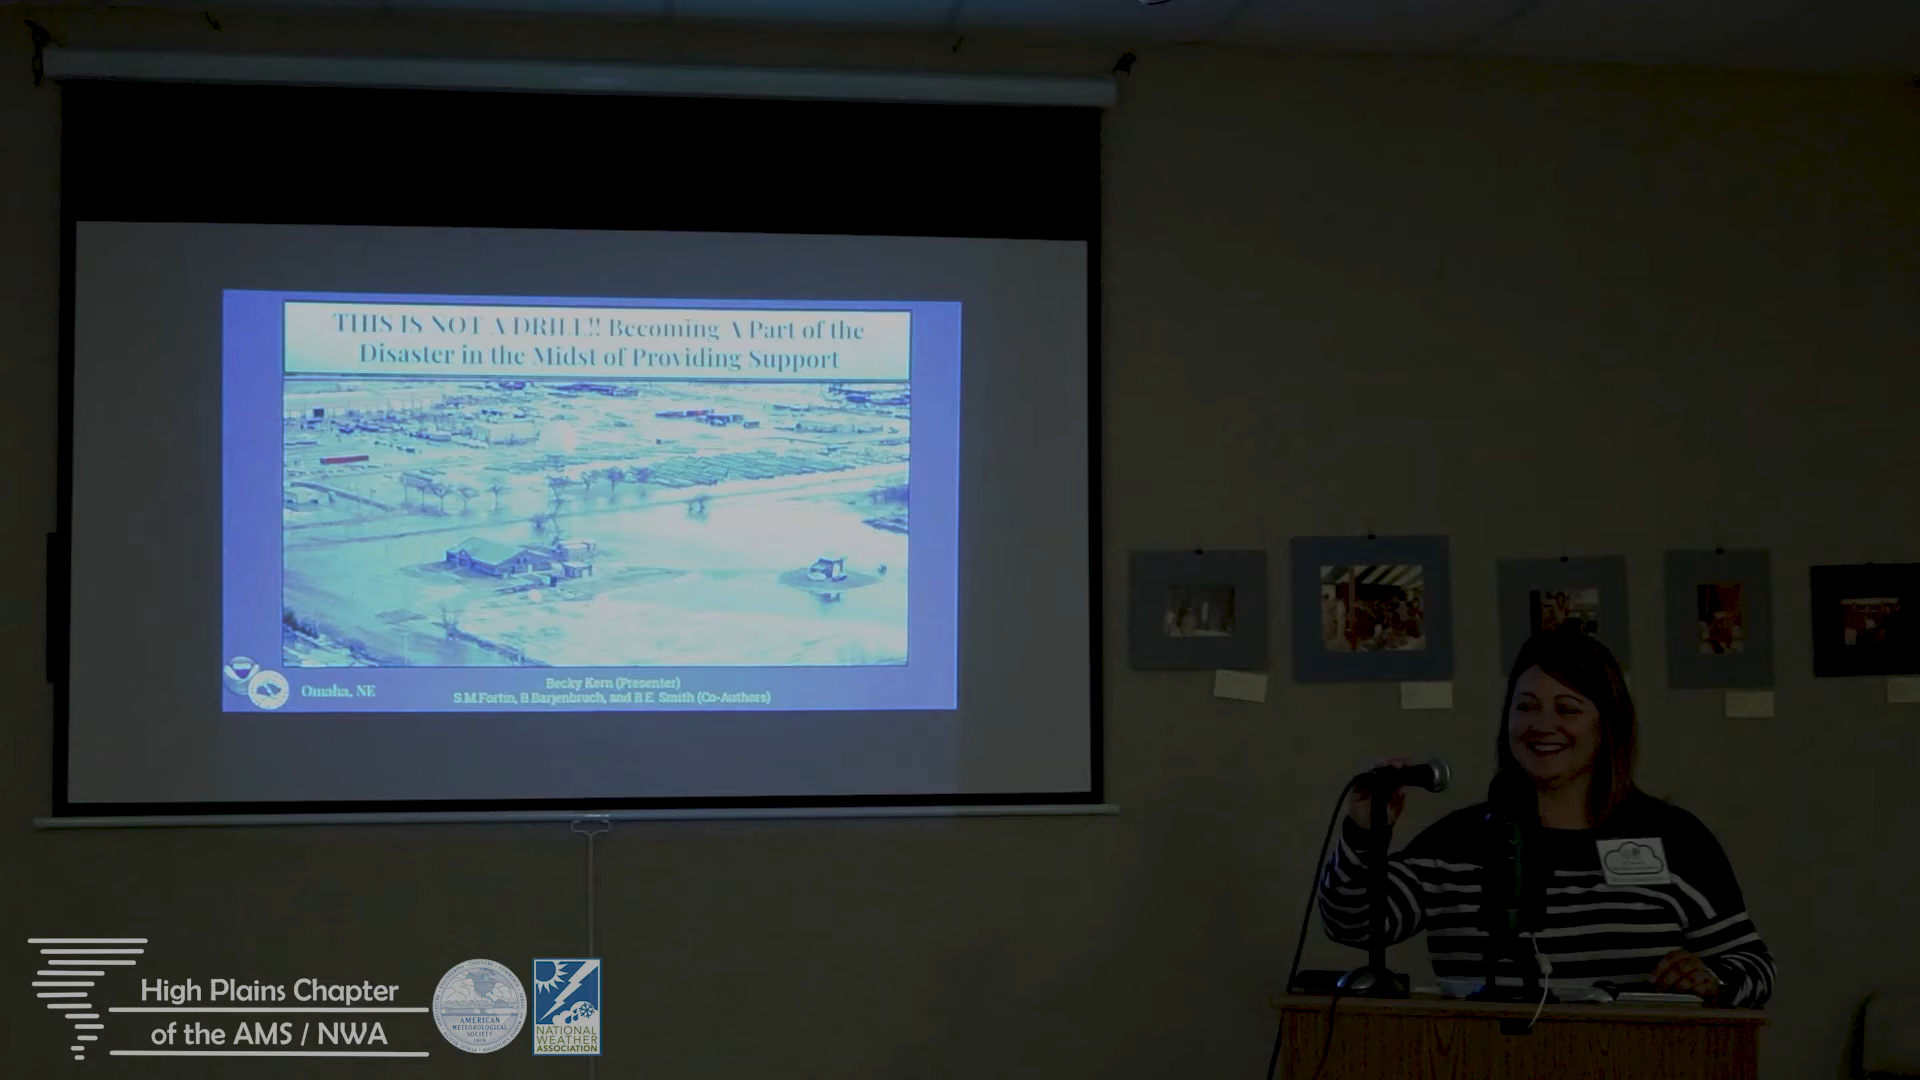 THIS IS NOT A DRILL!! Becoming A Part of the
Disaster in the Midst of Providing Support
Omaha, NE
Becky Kern (Presenter)
S.M.Fortin, B.Barjenbruch, and B.E. Smith (Co-Authors)
High Plains Chapter
of the AMS / NWA
AMERICAN
METEOROLOGICAL
SOCIETY
NATIONAL
WEATHER
ASSOCIATION